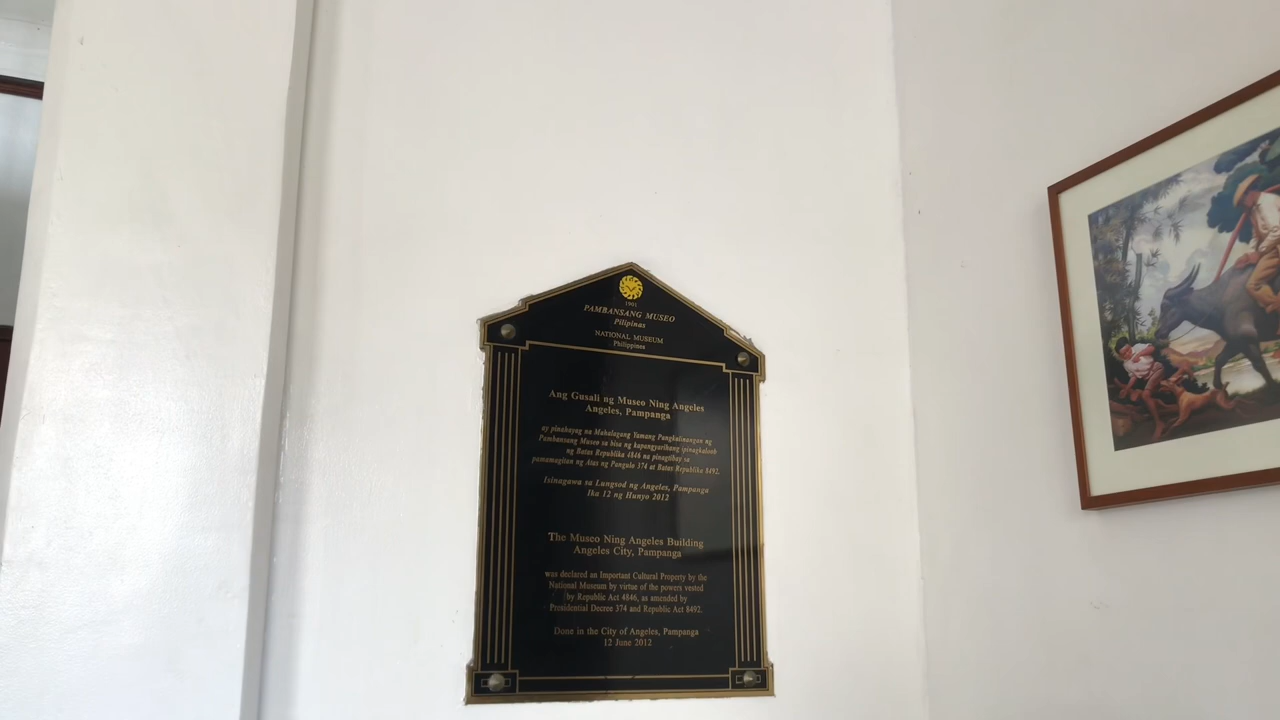 1901
PAMBANSANG MUSEO
Pilipinas
NATIONAL MUSEUM
Philippines
Ang Gusali ng Museo Ning Angeles
Angeles, Pampanga
ay pinahayag na Mahalagang Yamang Pangkalinangan ng
Pambansang Museo sa bisa ng kapangyarihang ipinagkaloob
ng Batas Republika 4846 na pinagtibay sa
pamamagitan ng Atas ng Pangulo 374 at Batas Republika 8492.
Isinagawa sa Lungsod ng Angeles, Pampanga
Ika 12 ng Hunyo 2012
The Museo Ning Angeles Building
Angeles City, Pampanga
was declared an Important Cultural Property by the
National Museum by virtue of the powers vested
by Republic Act 4846, as amended by
Presidential Decree 374 and Republic Act 8492.
Done in the City of Angeles, Pampanga
12 June 2012